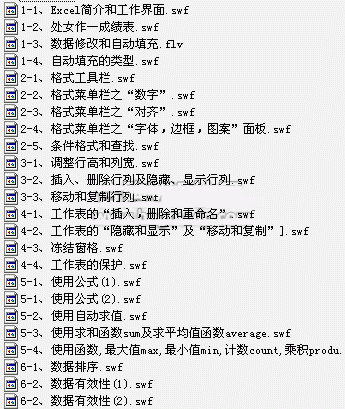 1-1、Excel简介和工作界面.swf
1-2、处女作一成绩表.swf
1-3、数据修改和自动填充.flv
1-4、自动填充的类型.swf
2-1、格式工具栏.swf
2-2、格式菜单栏之“数字”.swf
2-3、格式菜单栏之“对齐”.swf
2-4、格式菜单栏之“字体，边框，图案”面板.swf
2-5、条件格式和查找.swf
3-1、调整行高和列宽.swf
3-2、插入、删除行列及隐藏、显示行列.swf
3-3、移动和复制行列.swf
4-1、工作表的“插入；删除和重命名”.swf
4-2、工作表的“隐藏和显示”及“移动和复制”].swf
4-3、冻结窗格.swf
4-4、工作表的保护.swf
5-1、使用公式(1).swf
5-1、使用公式(2).swf
5-2、使用自动求值.swf
5-3、使用求和函数sum及求平均值函数average.swf
5-4、使用函数,最大值max,最小值min,计数count,乘积produ.
6-1、数据排序.swf
6-2、数据有效性(1).swf
6-2、数据有效性(2).swf